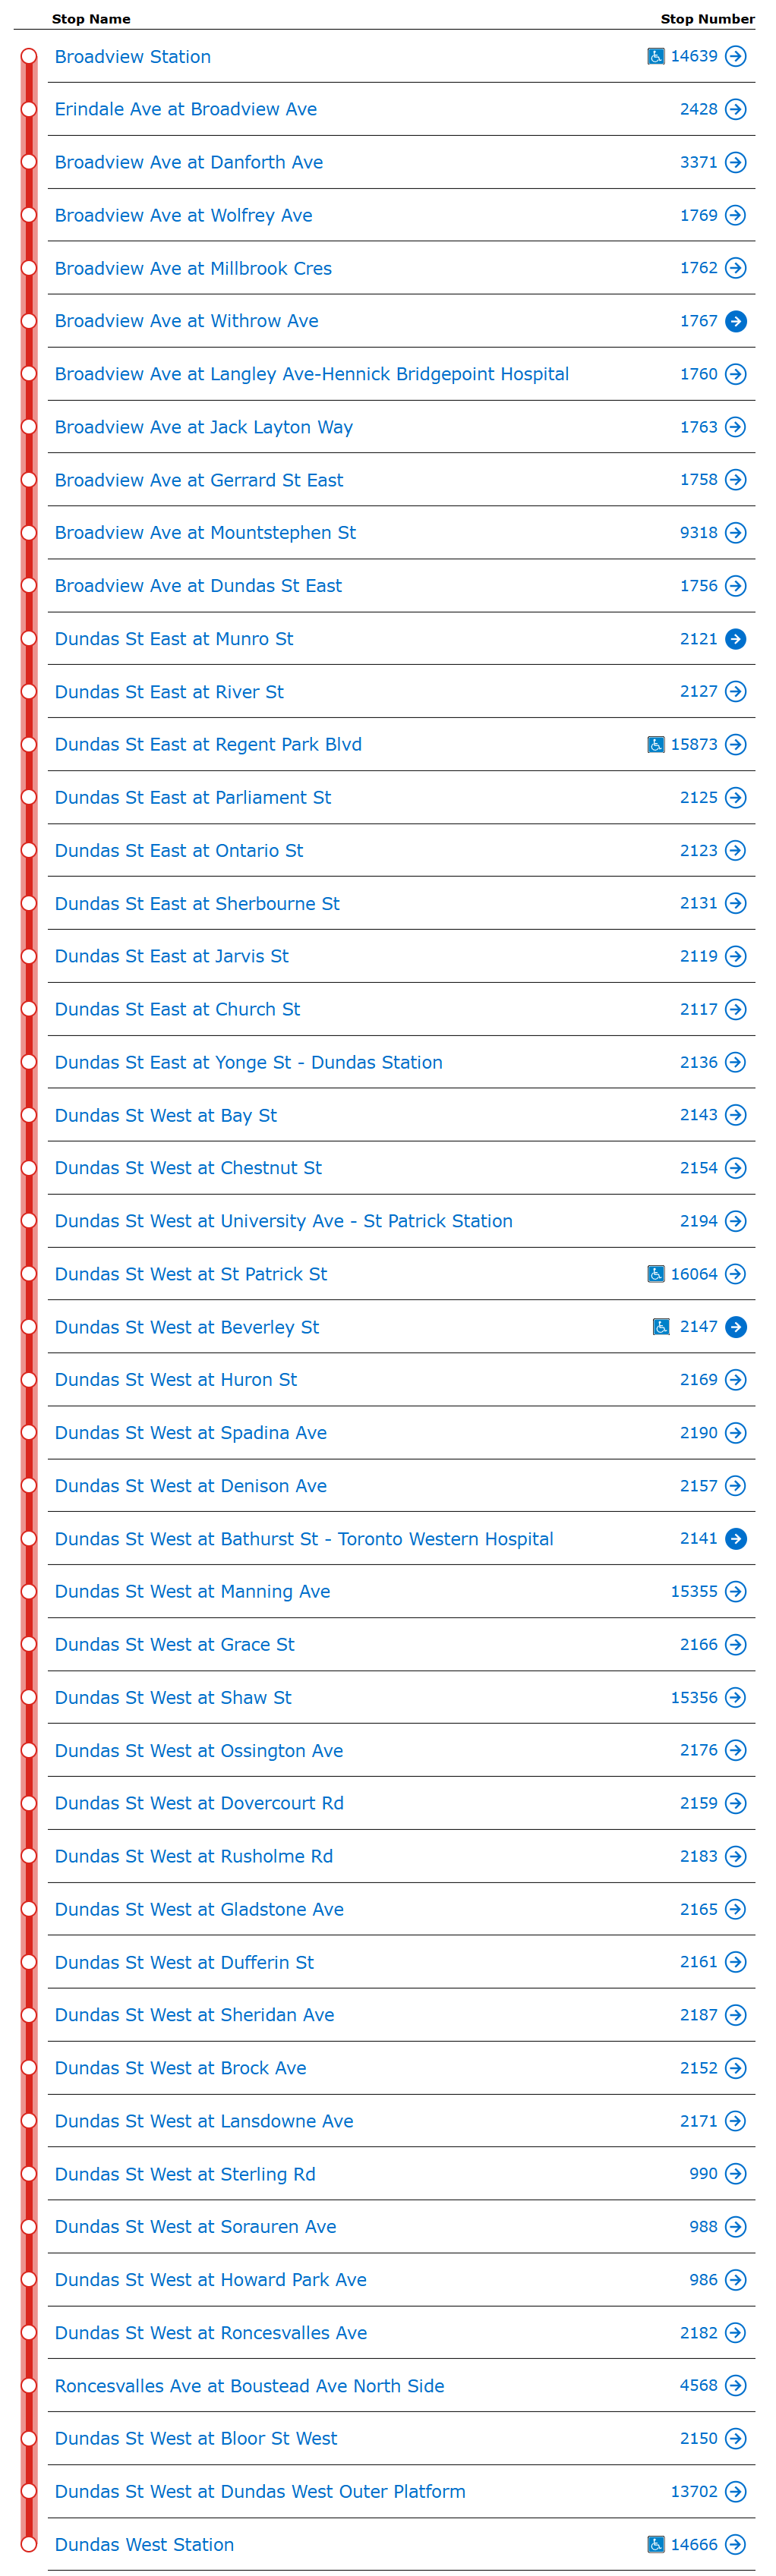 Stop Name Stop Number
Broadview Station 14639
Erindale Ave at Broadview Ave 2428
Broadview Ave at Danforth Ave 3371
Broadview Ave at Wolfrey Ave 1769
Broadview Ave at Millbrook Cres 1762
Broadview Ave at Withrow Ave 1767
Broadview Ave at Langley Ave-Hennick Bridgepoint Hospital 1760
Broadview Ave at Jack Layton Way 1763
Broadview Ave at Gerrard St East 1758
Broadview Ave at Mountstephen St 9318
Broadview Ave at Dundas St East 1756
Dundas St East at Munro St 2121
Dundas St East at River St 2127
Dundas St East at Regent Park Blvd 15873
Dundas St East at Parliament St 2125
Dundas St East at Ontario St 2123
Dundas St East at Sherbourne St 2131
Dundas St East at Jarvis St 2119
Dundas St East at Church St 2117
Dundas St East at Yonge St - Dundas Station 2136
Dundas St West at Bay St 2143
Dundas St West at Chestnut St 2154
Dundas St West at University Ave - St Patrick Station 2194
Dundas St West at St Patrick St 16064
Dundas St West at Beverley St 2147
Dundas St West at Huron St 2169
Dundas St West at Spadina Ave 2190
Dundas St West at Denison Ave 2157
Dundas St West at Bathurst St - Toronto Western Hospital 2141
Dundas St West at Manning Ave 15355
Dundas St West at Grace St 2166
Dundas St West at Shaw St 15356
Dundas St West at Ossington Ave 2176
Dundas St West at Dovercourt Rd 2159
Dundas St West at Rusholme Rd 2183
Dundas St West at Gladstone Ave 2165
Dundas St West at Dufferin St 2161
Dundas St West at Sheridan Ave 2187
Dundas St West at Brock Ave 2152
Dundas St West at Lansdowne Ave 2171
Dundas St West at Sterling Rd 990
Dundas St West at Sorauren Ave 988
Dundas St West at Howard Park Ave 986
Dundas St West at Roncesvalles Ave 2182
Roncesvalles Ave at Boustead Ave North Side 4568
Dundas St West at Bloor St West 2150
Dundas St West at Dundas West Outer Platform 13702
Dundas West Station 14666